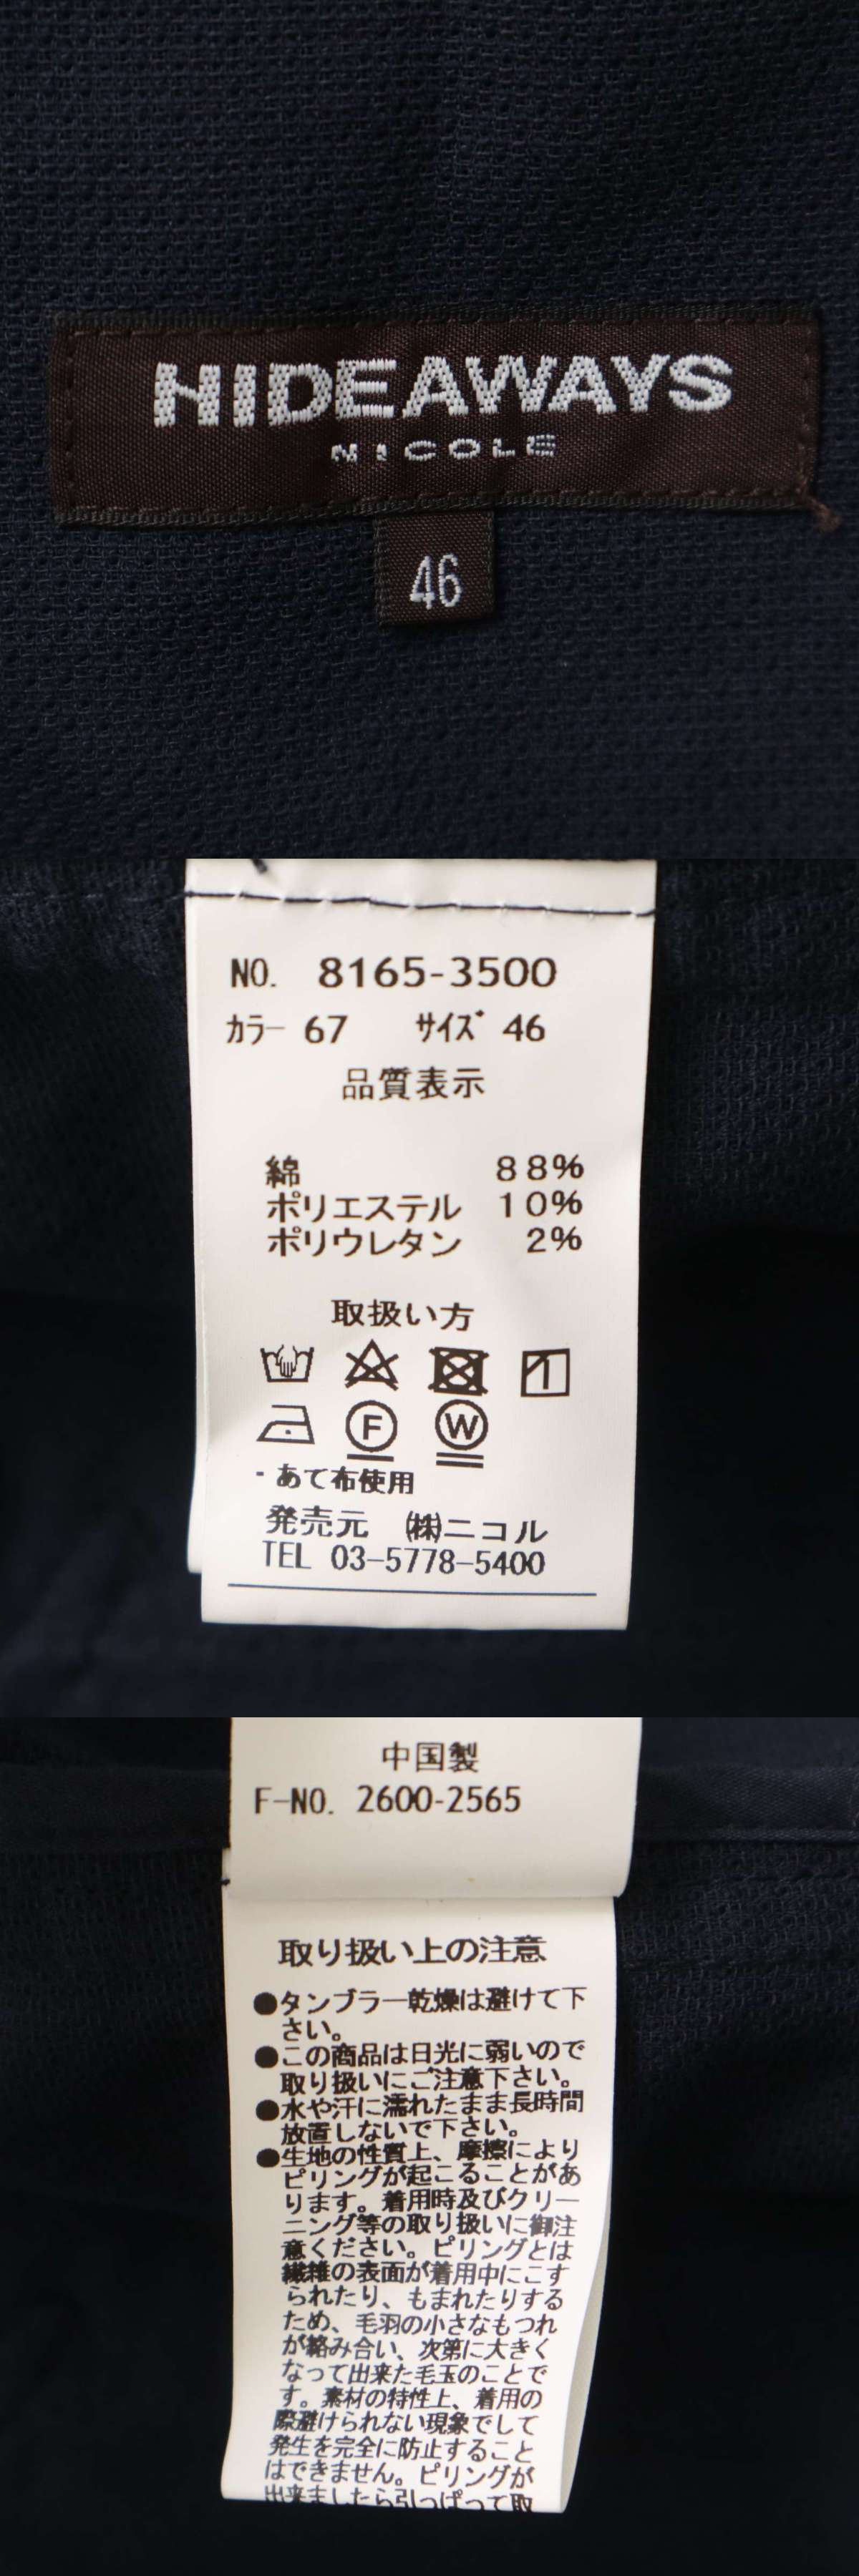 HIDEAWAYS
NICOLE
46
NO. 8165-3500
カラー 67 サイズ 46
品質表示
綿 88%
ポリエステル 10%
ポリウレタン 2%
取扱い方
F W
・あて布使用
発売元 ㈱ニコル
TEL 03-5778-5400
中国製
F-NO. 2600-2565
取り扱い上の注意
●タンブラー乾燥は避けて下
さい。
●この商品は日光に弱いので
取り扱いにご注意下さい。
●水や汗に濡れたまま長時間
放置しないで下さい。
●生地の性質上、摩擦により
ピリングが起こることがあ
ります。着用時及びクリー
ニング等の取り扱いに御注
意ください。ピリングとは
繊維の表面が着用中にこす
られたり、もまれたりする
ため、毛羽の小さなもつれ
が絡み合い、次第に大きく
なって出来た毛玉のことで
す。素材の特性上、着用の
際避けられない現象でして
発生を完全に防止すること
はできません。ピリングが
出来ましたら引っぱって取